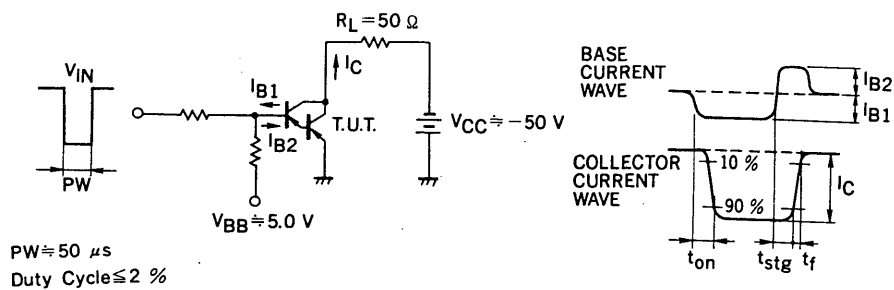 R_L = 50 Ω
V_IN
I_C
I_B1
T.U.T.
I_B2
V_CC ≒ −50 V
PW
V_BB ≒ 5.0 V
PW ≒ 50 μs
Duty Cycle ≦ 2 %
BASE
CURRENT
WAVE
I_B2
I_B1
COLLECTOR
CURRENT
WAVE
10 %
90 %
I_C
t_on
t_stg
t_f